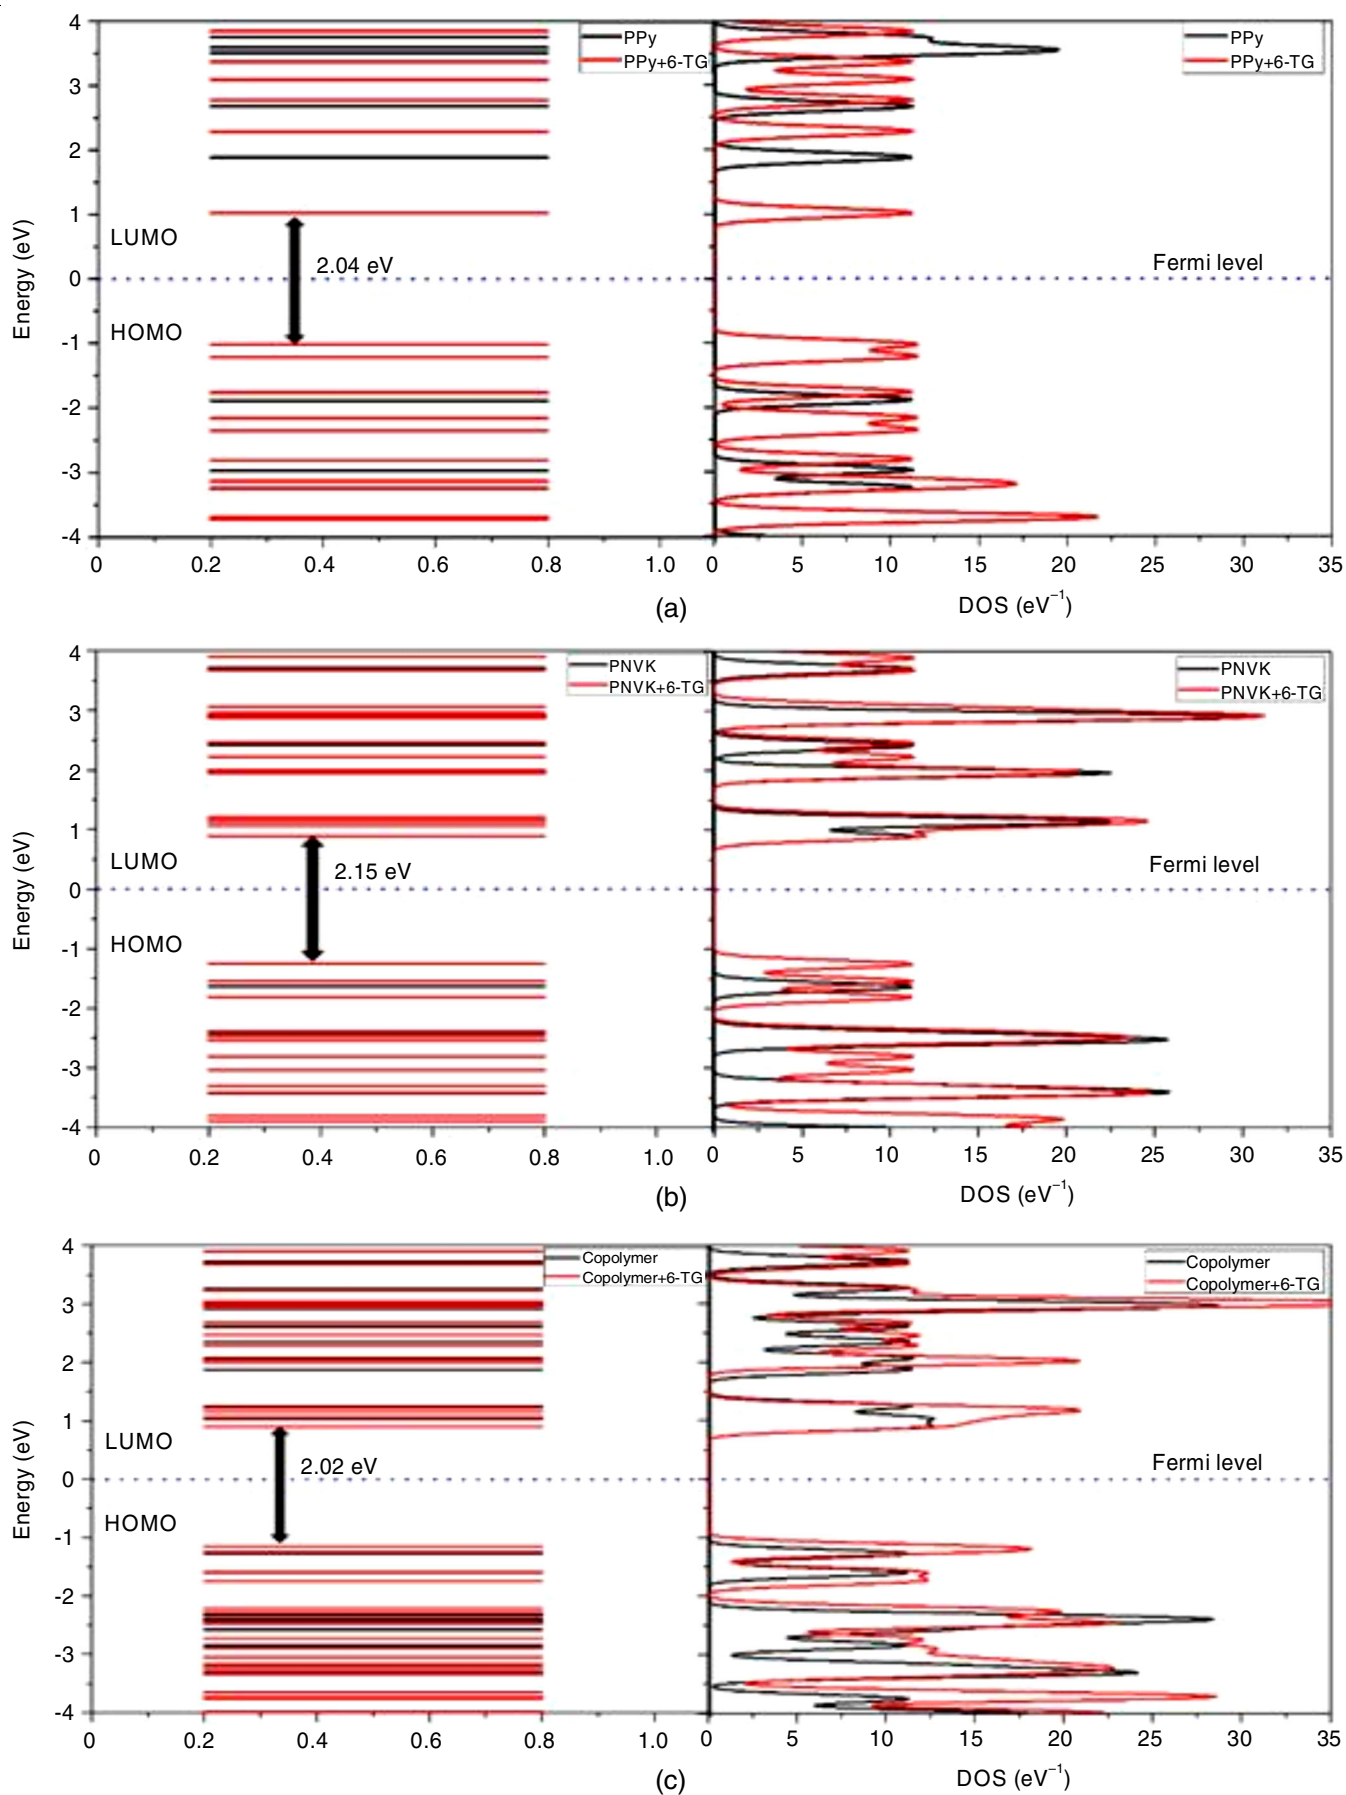 4
3
2
1
0
-1
-2
-3
-4
Energy (eV)
LUMO
HOMO
2.04 eV
PPy
PPy+6-TG
PPy
PPy+6-TG
Fermi level
0 0.2 0.4 0.6 0.8 1.0 0 5 10 15 20 25 30 35
DOS (eV⁻¹)
(a)
4
3
2
1
0
-1
-2
-3
-4
Energy (eV)
LUMO
HOMO
2.15 eV
PNVK
PNVK+6-TG
PNVK
PNVK+6-TG
Fermi level
0 0.2 0.4 0.6 0.8 1.0 0 5 10 15 20 25 30 35
DOS (eV⁻¹)
(b)
4
3
2
1
0
-1
-2
-3
-4
Energy (eV)
LUMO
HOMO
2.02 eV
Copolymer
Copolymer+6-TG
Copolymer
Copolymer+6-TG
Fermi level
0 0.2 0.4 0.6 0.8 1.0 0 5 10 15 20 25 30 35
DOS (eV⁻¹)
(c)